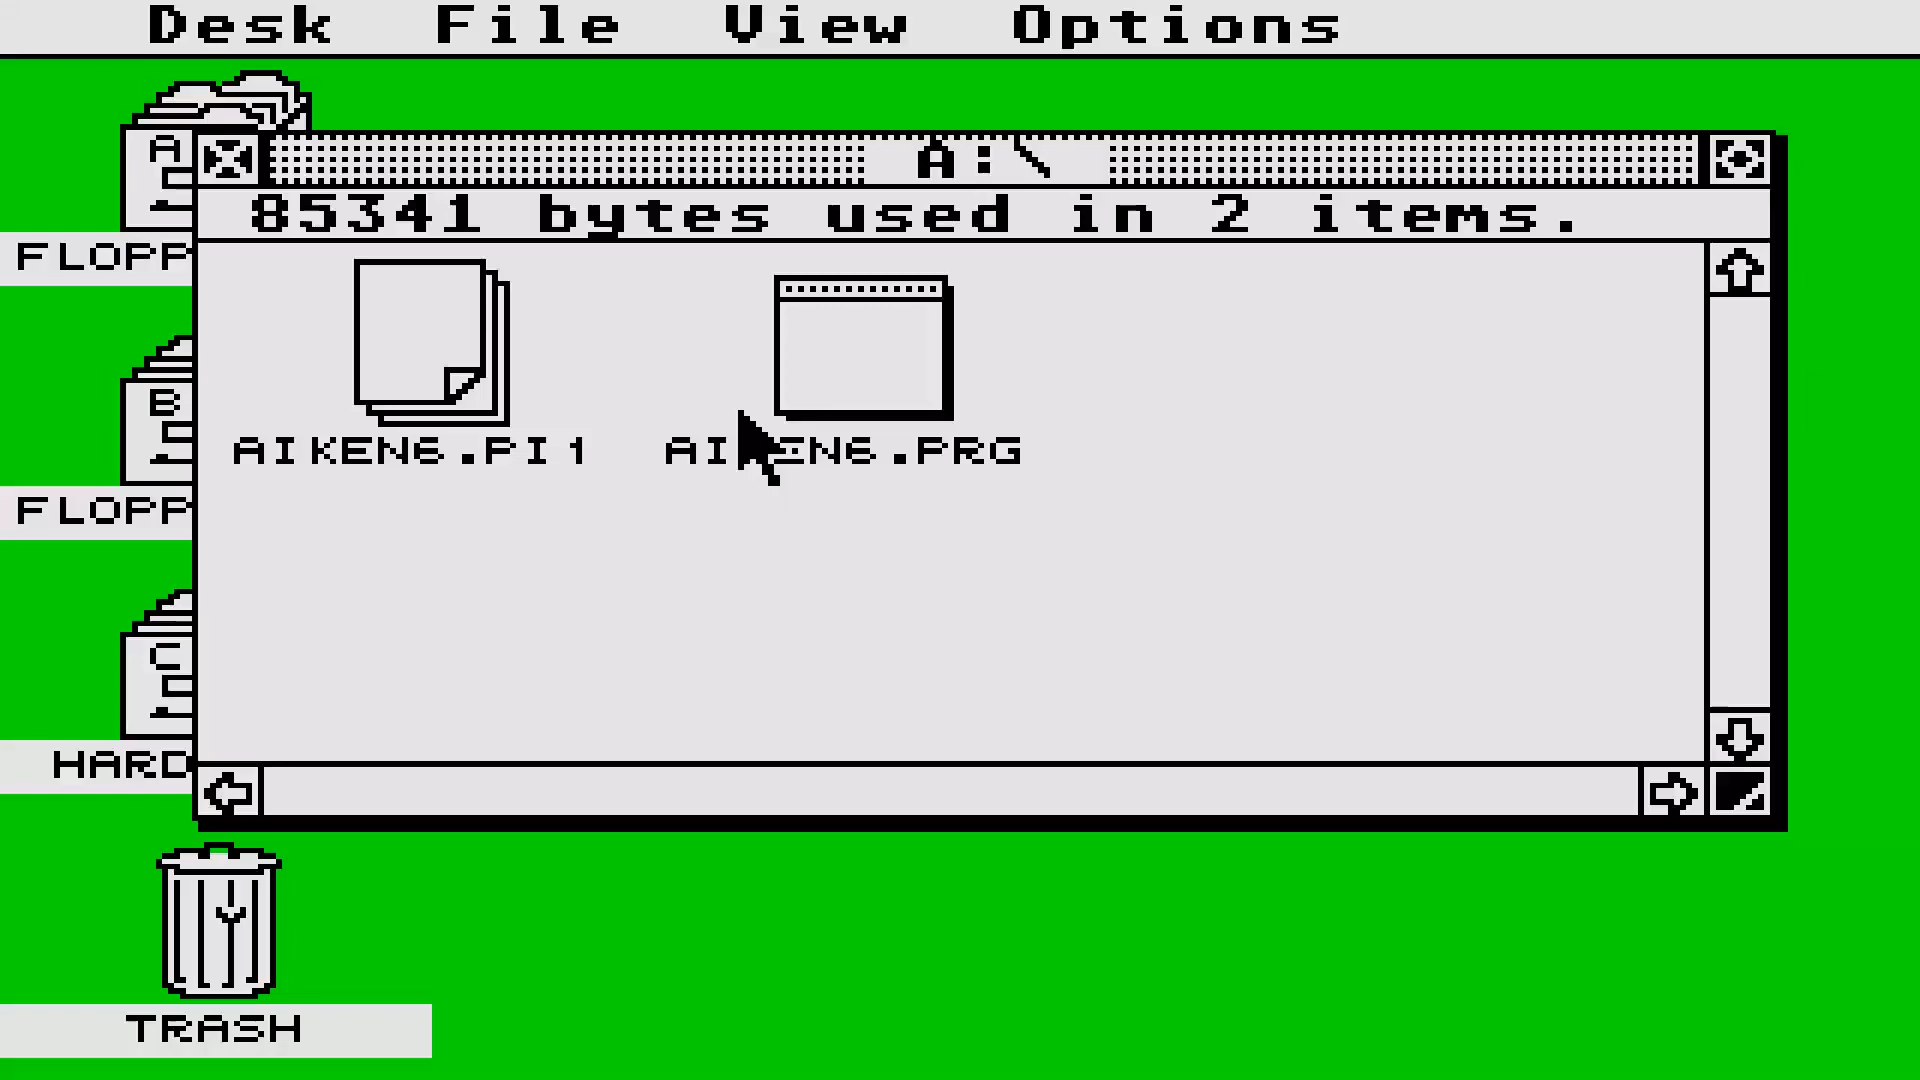 Desk File View Options
A
A:\
85341 bytes used in 2 items.
FLOPP
B
AIKEN6.PI1 AIKEN6.PRG
FLOPP
C
HARD
TRASH